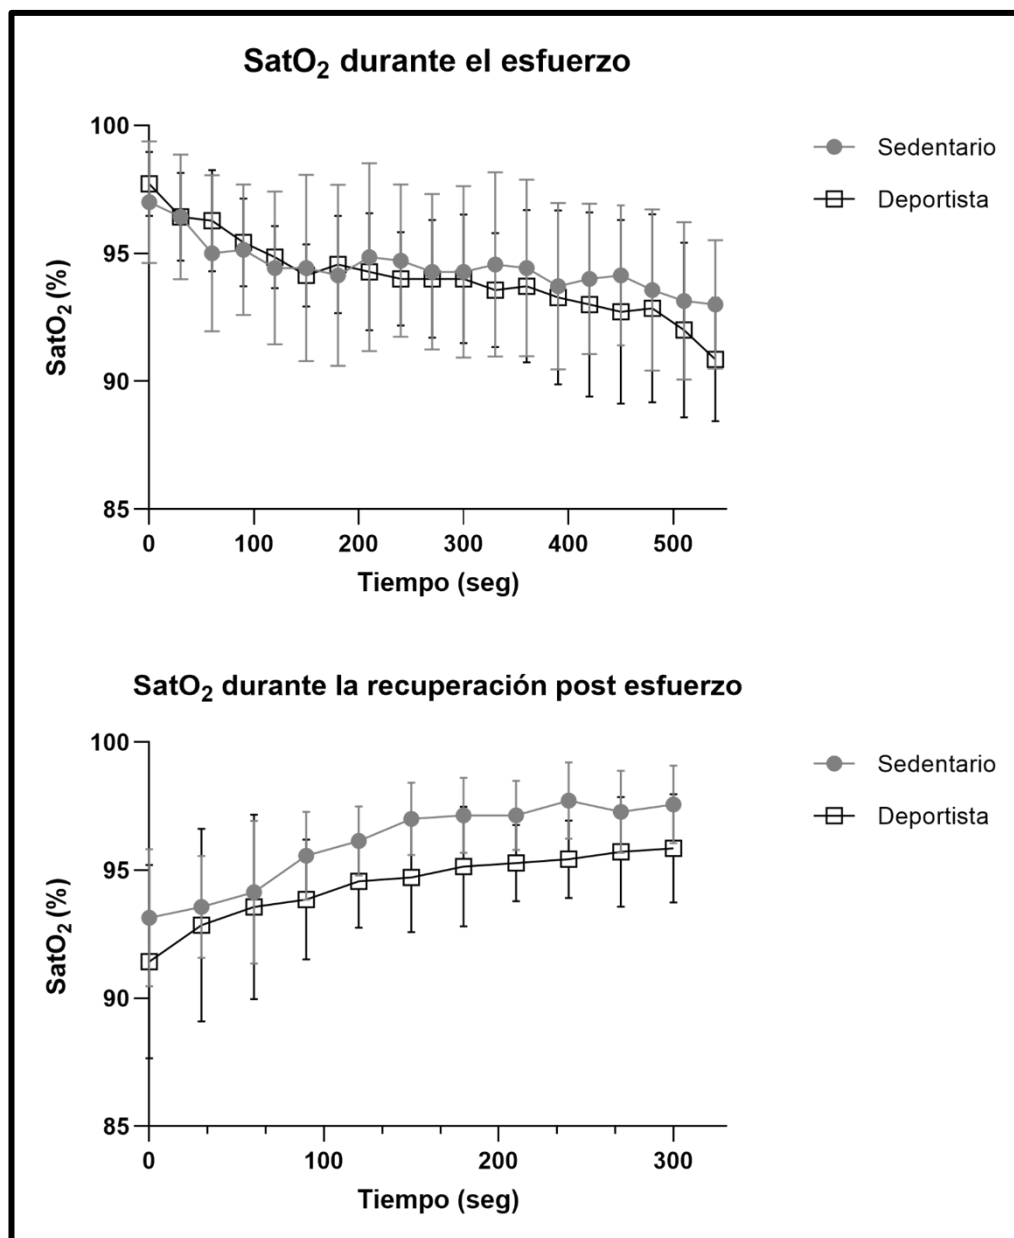 SatO₂ durante el esfuerzo
100
95
90
85
SatO₂ (%)
0 100 200 300 400 500
Tiempo (seg)
Sedentario
Deportista
SatO₂ durante la recuperación post esfuerzo
100
95
90
85
SatO₂ (%)
0 100 200 300
Tiempo (seg)
Sedentario
Deportista